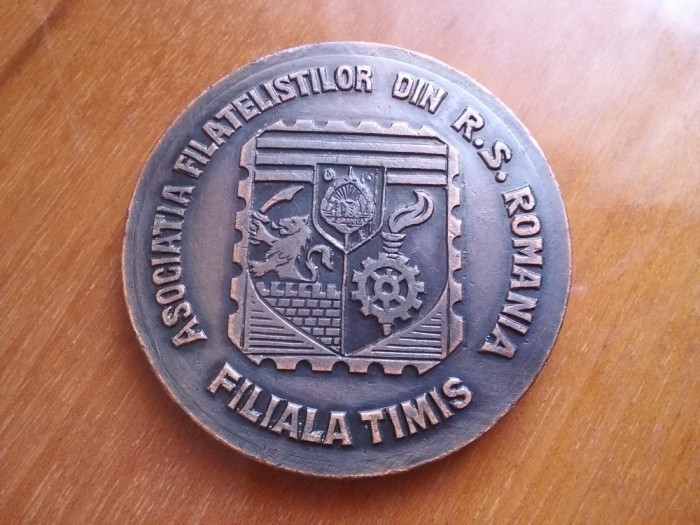 ASOCIATIA FILATELISTILOR DIN R.S. ROMANIA
FILIALA TIMIS